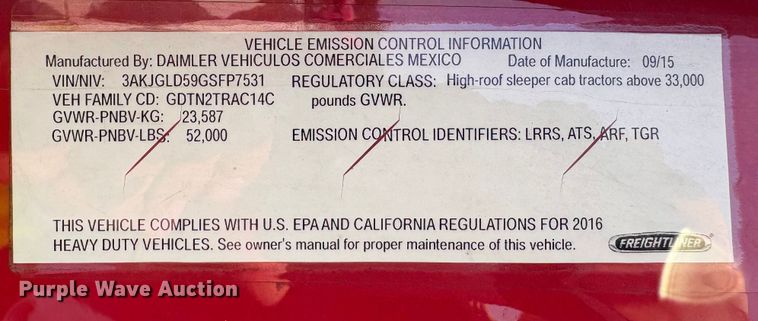 VEHICLE EMISSION CONTROL INFORMATION
Manufactured By: DAIMLER VEHICULOS COMERCIALES MEXICO Date of Manufacture: 09/15
VIN/NIV: 3AKJGLD59GSFP7531 REGULATORY CLASS: High-roof sleeper cab tractors above 33,000
VEH FAMILY CD: GDTN2TRAC14C pounds GVWR.
GVWR-PNBV-KG: 23,587
GVWR-PNBV-LBS: 52,000 EMISSION CONTROL IDENTIFIERS: LRRS, ATS, ARF, TGR
THIS VEHICLE COMPLIES WITH U.S. EPA AND CALIFORNIA REGULATIONS FOR 2016
HEAVY DUTY VEHICLES. See owner's manual for proper maintenance of this vehicle.
FREIGHTLINER
Purple Wave Auction